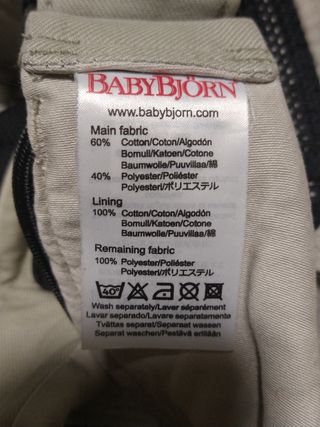 BABYBJÖRN
www.babybjorn.com
Main fabric
60% Cotton/Coton/Algodón
Bomull/Katoen/Cotone
Baumwolle/Puuvillaa/綿
40% Polyester/Poliéster
Polyesteri/ポリエステル
Lining
100% Cotton/Coton/Algodón
Bomull/Katoen/Cotone
Baumwolle/Puuvillaa/綿
Remaining fabric
100% Polyester/Poliéster
Polyesteri/ポリエステル
40°
Wash separately/Laver séparément
Lavar separado/Lavare separatamente
Tvättas separat/Separaat wassen
Separat waschen/Pestävä erillään